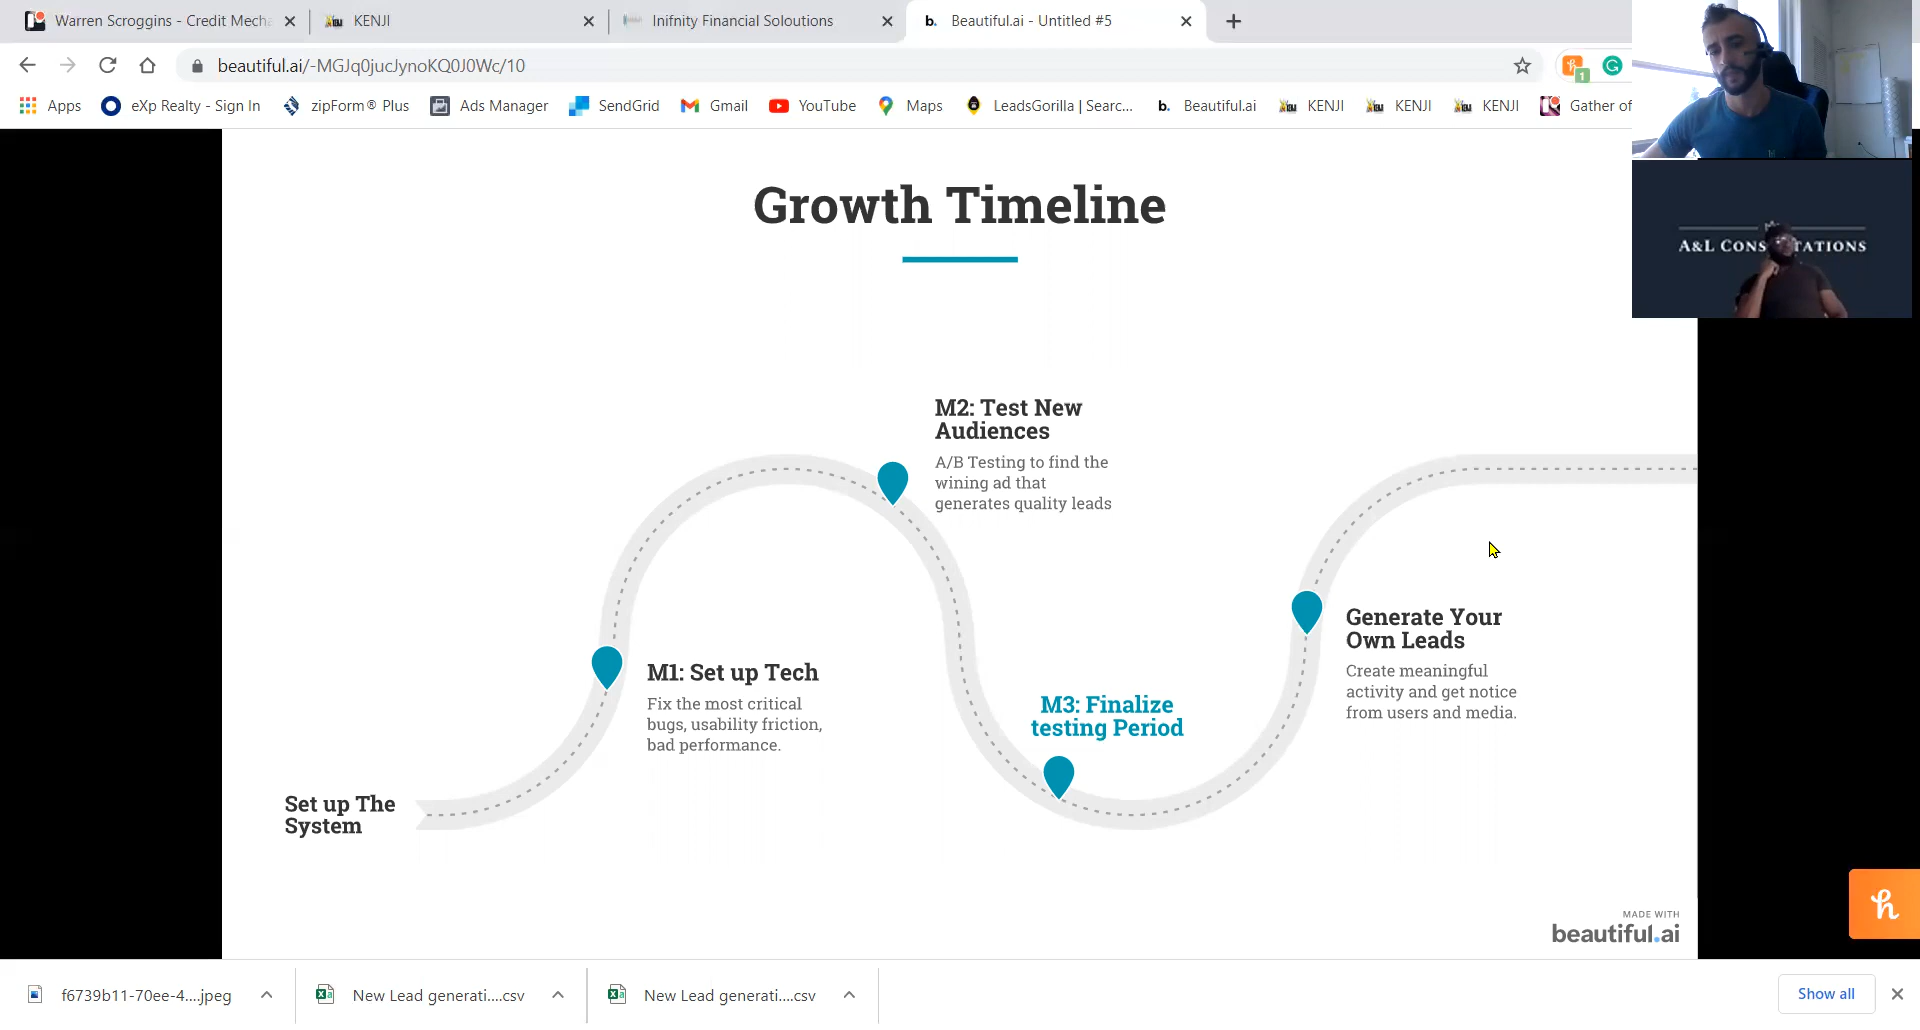 Warren Scroggins - Credit Mecha
KENJI
Inifnity Financial Soloutions
b. Beautiful.ai - Untitled #5
beautiful.ai/-MGJq0jucJynoKQ0J0Wc/10
1
Apps
eXp Realty - Sign In
zipForm® Plus
Ads Manager
SendGrid
Gmail
YouTube
Maps
LeadsGorilla | Searc...
b. Beautiful.ai
KENJI
KENJI
KENJI
Gather of
Growth Timeline
M2: Test New
Audiences
A/B Testing to find the
wining ad that
generates quality leads
M1: Set up Tech
Fix the most critical
bugs, usability friction,
bad performance.
M3: Finalize
testing Period
Generate Your
Own Leads
Create meaningful
activity and get notice
from users and media.
Set up The
System
MADE WITH
beautiful.ai
f6739b11-70ee-4....jpeg
New Lead generati....csv
New Lead generati....csv
Show all